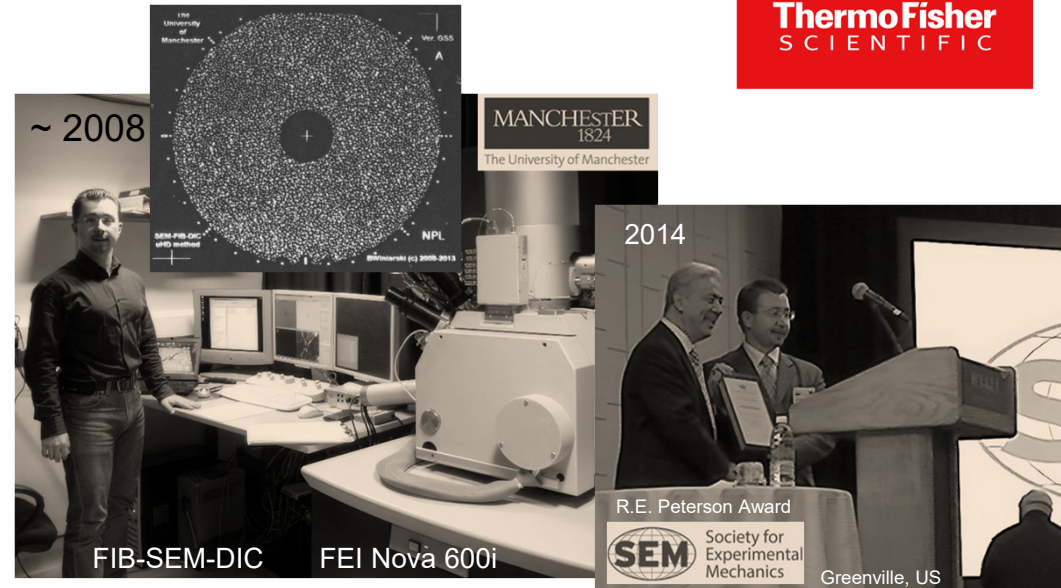 ThermoFisher
SCIENTIFIC
The
University
of
Manchester
Ver. GSS
A
~ 2008
MANCHESTER
1824
The University of Manchester
SEM-FIB-DIC
uHD method
NPL
BWiniarski (c) 2008-2013
2014
R.E. Peterson Award
SEM
Society for
Experimental
Mechanics
Greenville, US
FIB-SEM-DIC
FEI Nova 600i